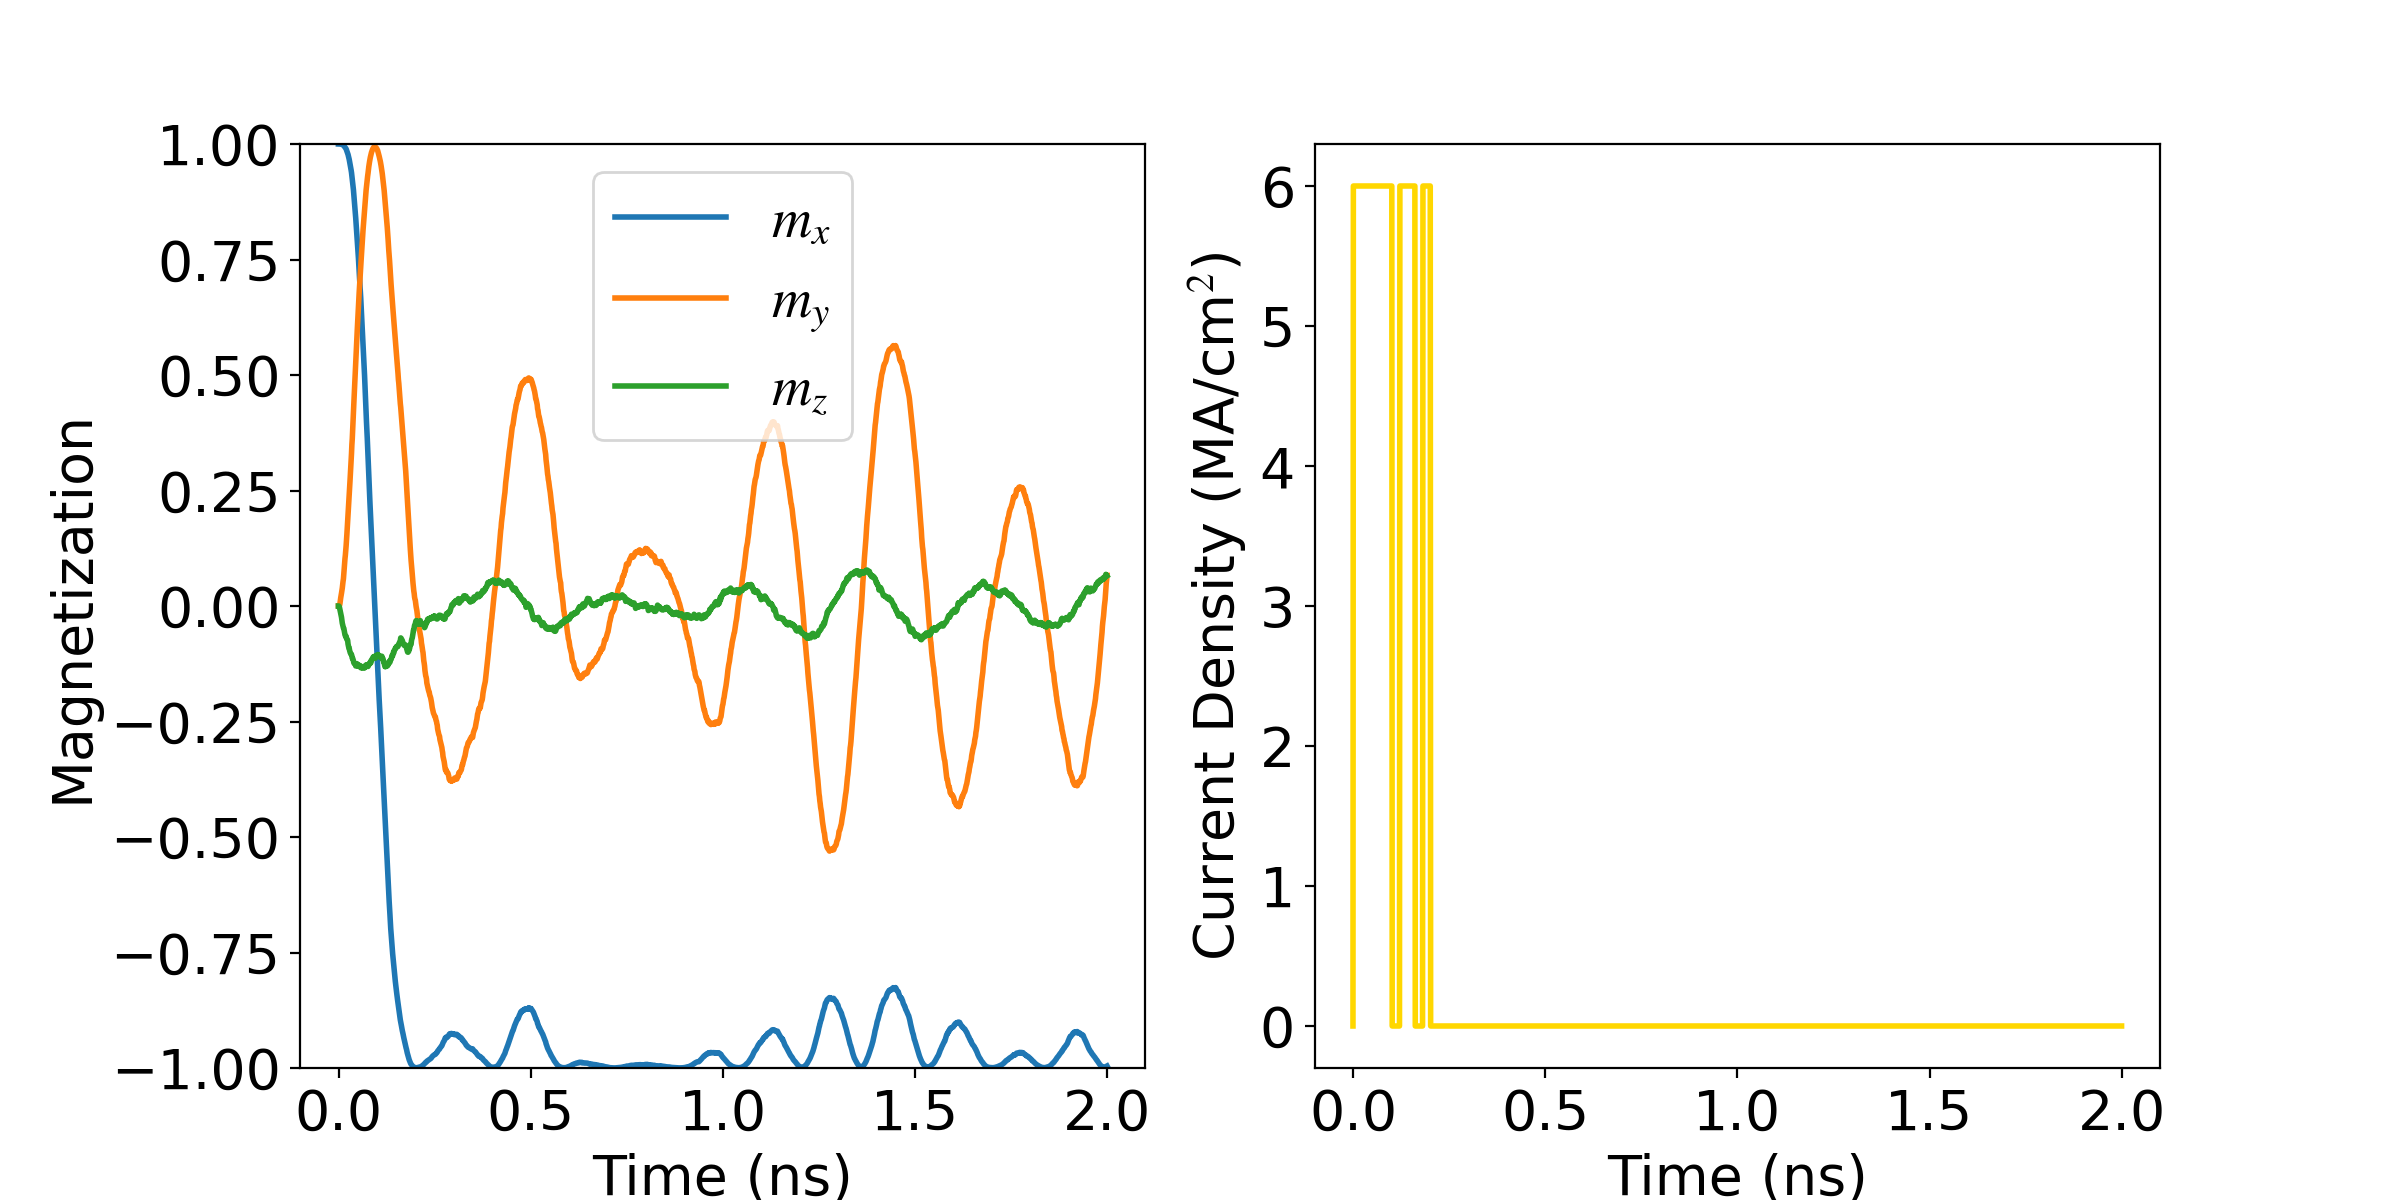 1.00
0.75
0.50
0.25
0.00
−0.25
−0.50
−0.75
−1.00
Magnetization
m_x
m_y
m_z
0.0 0.5 1.0 1.5 2.0
Time (ns)
6
5
4
3
2
1
0
Current Density (MA/cm²)
0.0 0.5 1.0 1.5 2.0
Time (ns)